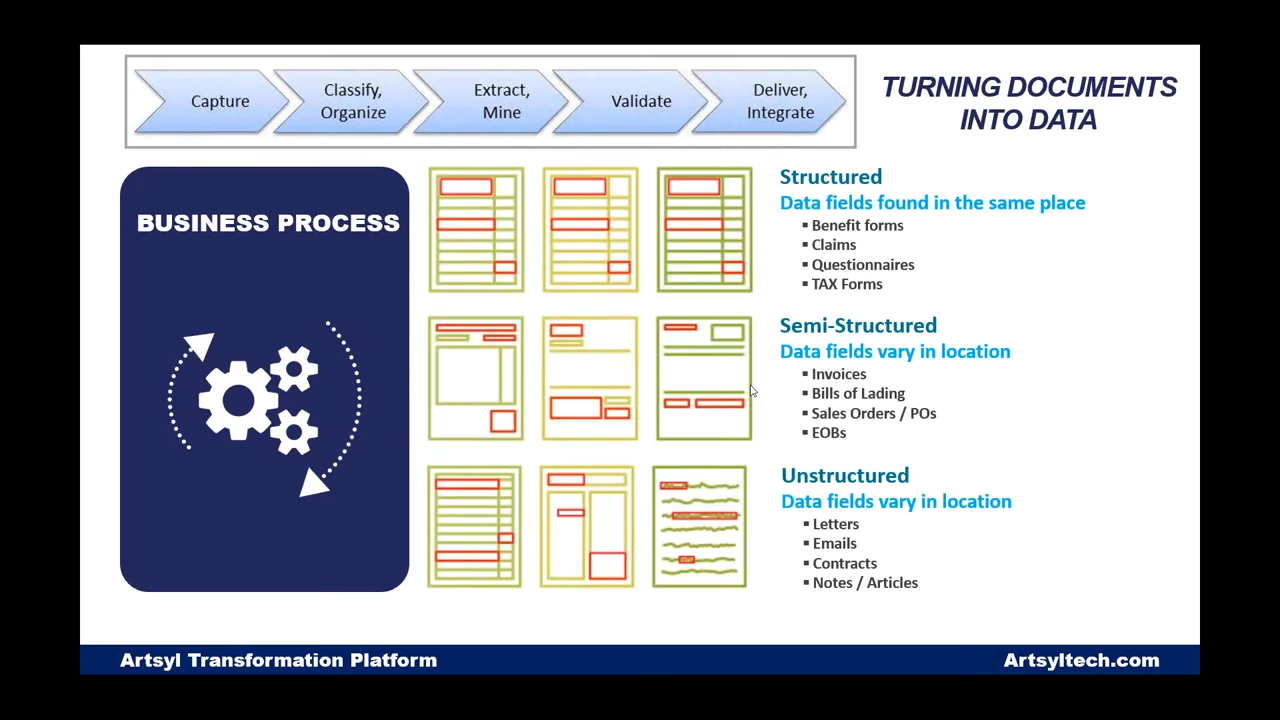 Capture
Classify,
Organize
Extract,
Mine
Validate
Deliver,
Integrate
TURNING DOCUMENTS
INTO DATA
BUSINESS PROCESS
Structured
Data fields found in the same place
▪ Benefit forms
▪ Claims
▪ Questionnaires
▪ TAX Forms
Semi-Structured
Data fields vary in location
▪ Invoices
▪ Bills of Lading
▪ Sales Orders / POs
▪ EOBs
Unstructured
Data fields vary in location
▪ Letters
▪ Emails
▪ Contracts
▪ Notes / Articles
Artsyl Transformation Platform
Artsyltech.com